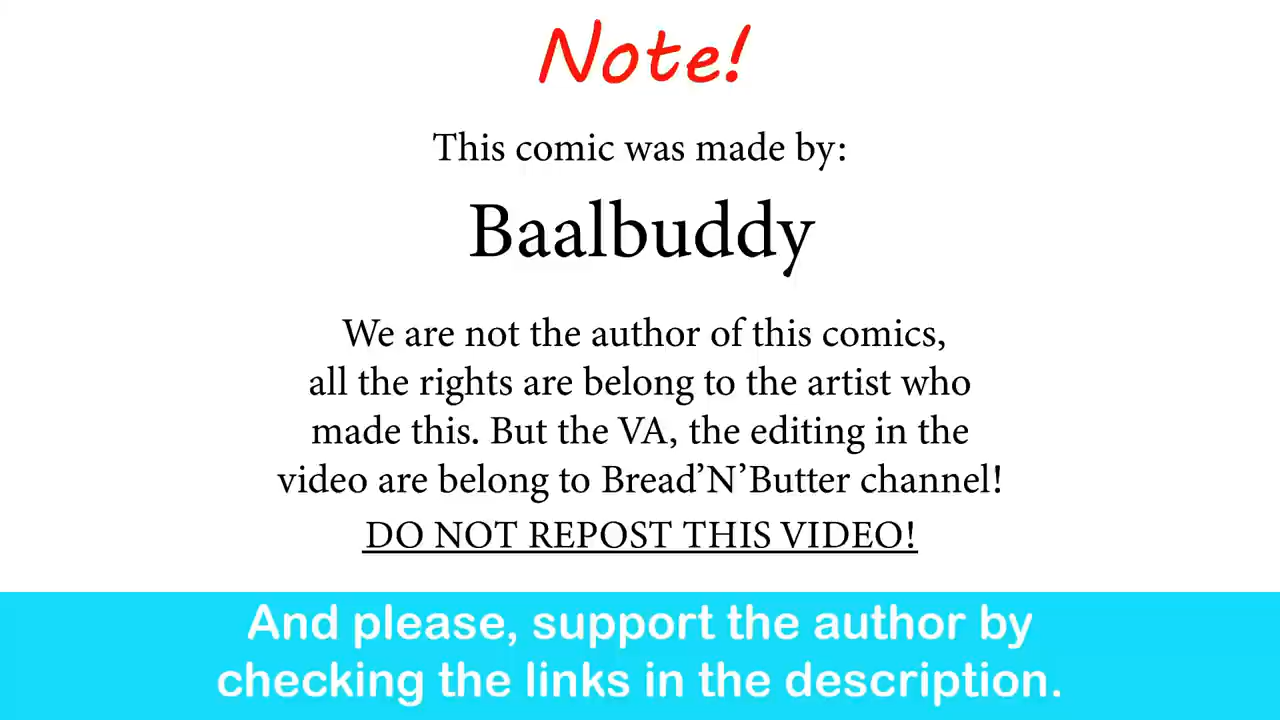 Note!
This comic was made by:
Baalbuddy
We are not the author of this comics,
all the rights are belong to the artist who
made this. But the VA, the editing in the
video are belong to Bread’N’Butter channel!
DO NOT REPOST THIS VIDEO!
And please, support the author by
checking the links in the description.